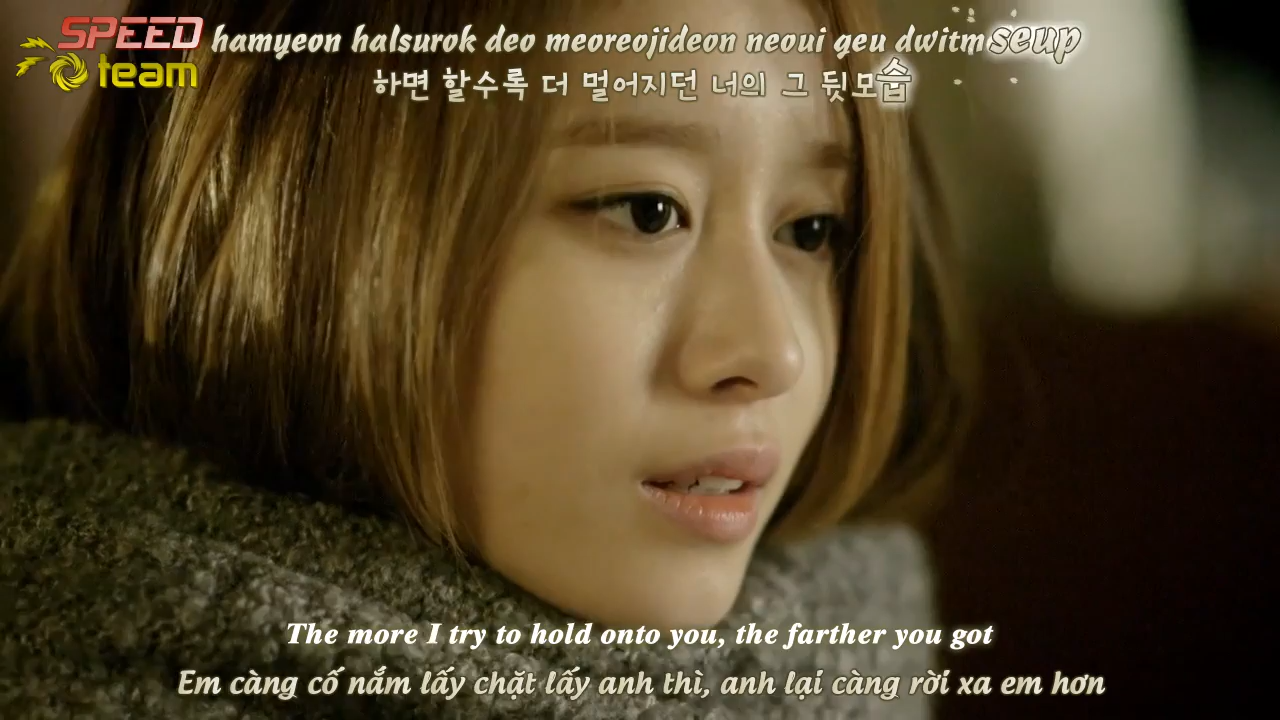 SPEED
team
hamyeon halsurok deo meoreojideon neoui geu dwitmoseup
하면 할수록 더 멀어지던 너의 그 뒷모습
The more I try to hold onto you, the farther you got
Em càng cố nắm lấy chặt lấy anh thì, anh lại càng rời xa em hơn